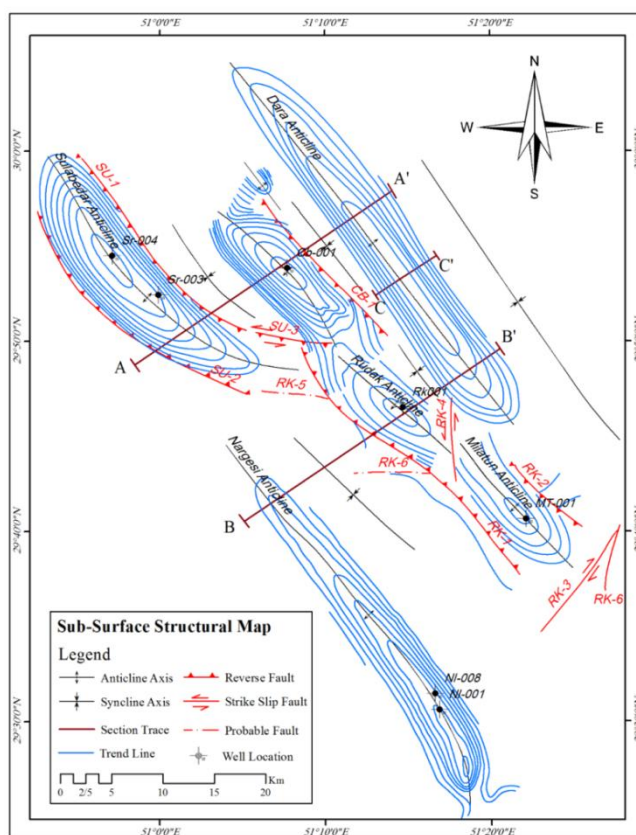 51°0'0"E 51°10'0"E 51°20'0"E
N
W E
S
30°0'0"N
29°50'0"N
29°40'0"N
29°30'0"N
Dara Anticline
A'
Sulabedar Anticline
SU-1
Sr-004
Sr-003
Cb-001
C'
C
CB-1
SU-3
A
SU-2
B'
RK-5
Rudak Anticline
Rk001
RK-4
Nargesi Anticline
RK-6
Milatun Anticline
RK-2
MT-001
B
RK-1
RK-3
RK-6
NI-008
NI-001
Sub-Surface Structural Map
Legend
Anticline Axis Reverse Fault
Syncline Axis Strike Slip Fault
Section Trace Probable Fault
Trend Line Well Location
Km
0 2/5 5 10 15 20
51°0'0"E 51°10'0"E 51°20'0"E